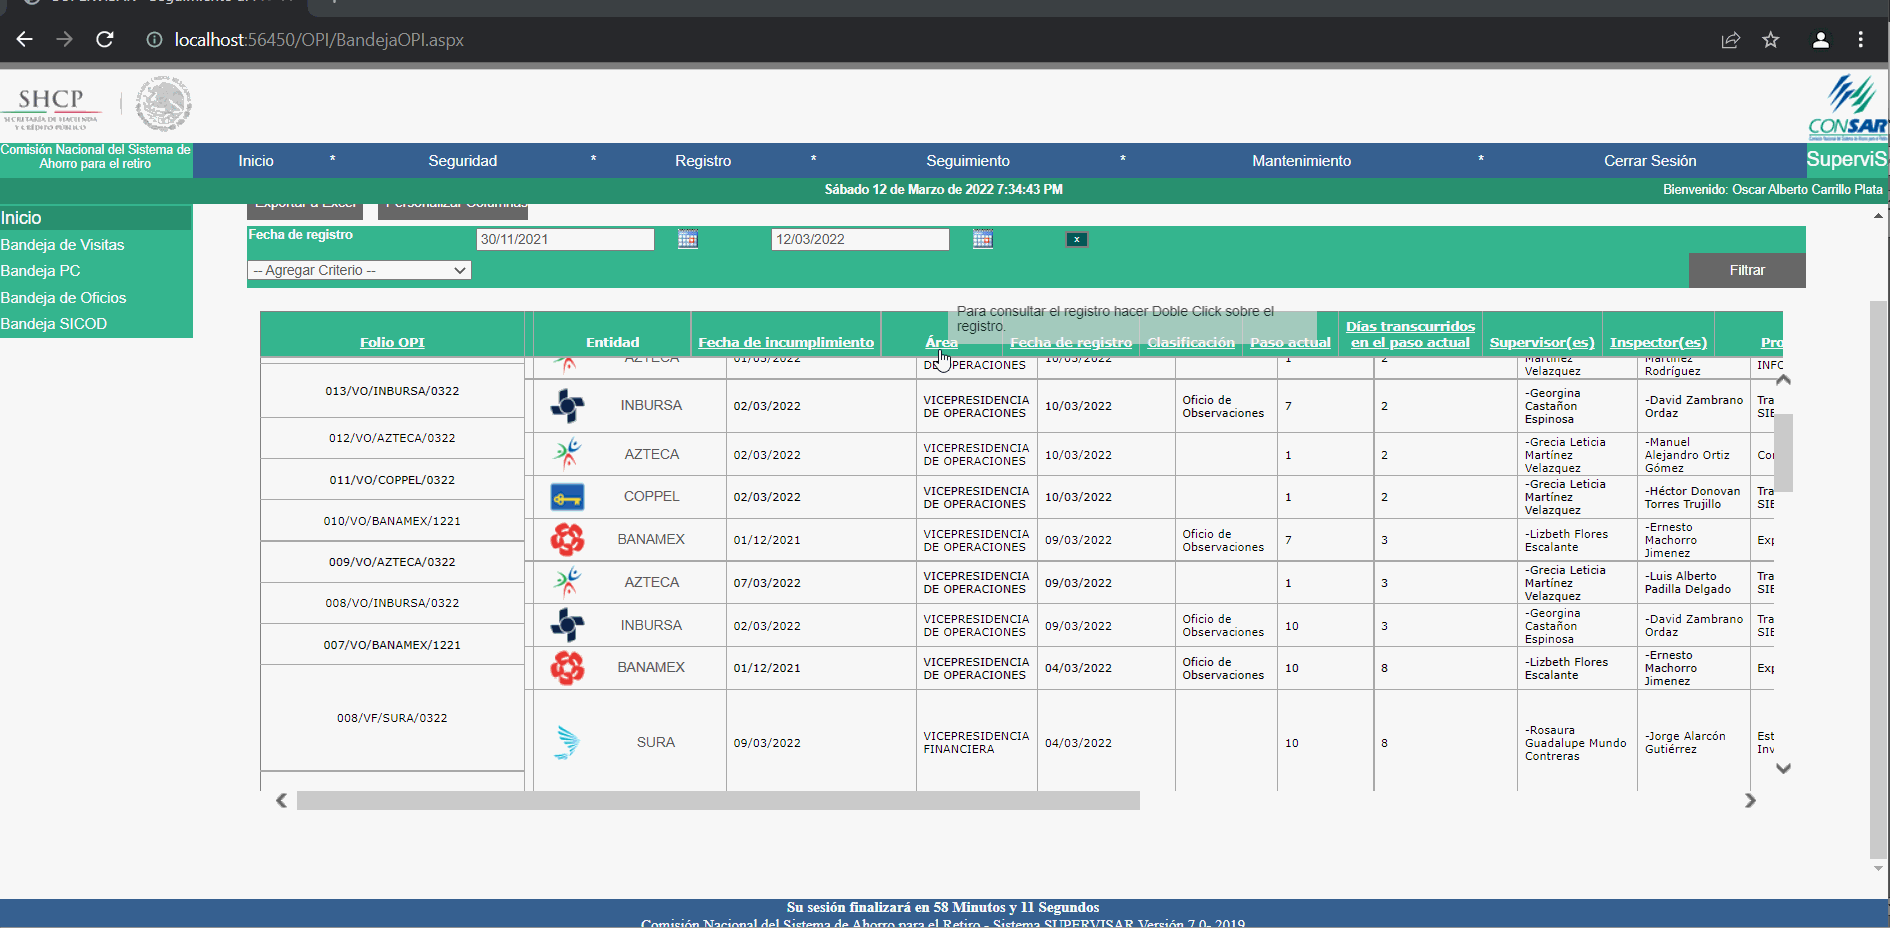 localhost:56450/OPI/BandejaOPI.aspx
SHCP
SECRETARÍA DE HACIENDA
Y CRÉDITO PÚBLICO
CONSAR
Comisión Nacional del Sistema de
Ahorro para el retiro
Inicio * Seguridad * Registro * Seguimiento * Mantenimiento * Cerrar Sesión
SuperviS
Sábado 12 de Marzo de 2022 7:34:43 PM
Bienvenido: Oscar Alberto Carrillo Plata
Inicio
Bandeja de Visitas
Bandeja PC
Bandeja de Oficios
Bandeja SICOD
Exportar a Excel Personalizar Columnas
Fecha de registro 30/11/2021 12/03/2022 x
-- Agregar Criterio -- Filtrar
Para consultar el registro hacer Doble Click sobre el
registro.
Folio OPI Entidad Fecha de incumplimiento Área Fecha de registro Clasificación Paso actual Días transcurridos en el paso actual Supervisor(es) Inspector(es) Pro
AZTECA 01/03/2022 DE OPERACIONES 10/03/2022 1 2 Martínez Velazquez Martínez Rodríguez INFO
013/VO/INBURSA/0322 INBURSA 02/03/2022 VICEPRESIDENCIA DE OPERACIONES 10/03/2022 Oficio de Observaciones 7 2 -Georgina Castañon Espinosa -David Zambrano Ordaz Tra SIE
012/VO/AZTECA/0322 AZTECA 02/03/2022 VICEPRESIDENCIA DE OPERACIONES 10/03/2022 1 2 -Grecia Leticia Martínez Velazquez -Manuel Alejandro Ortiz Gómez Co
011/VO/COPPEL/0322 COPPEL 02/03/2022 VICEPRESIDENCIA DE OPERACIONES 10/03/2022 1 2 -Grecia Leticia Martínez Velazquez -Héctor Donovan Torres Trujillo Tra SIE
010/VO/BANAMEX/1221 BANAMEX 01/12/2021 VICEPRESIDENCIA DE OPERACIONES 09/03/2022 Oficio de Observaciones 7 3 -Lizbeth Flores Escalante -Ernesto Machorro Jimenez Exp
009/VO/AZTECA/0322 AZTECA 07/03/2022 VICEPRESIDENCIA DE OPERACIONES 09/03/2022 1 3 -Grecia Leticia Martínez Velazquez -Luis Alberto Padilla Delgado Tra SIE
008/VO/INBURSA/0322 INBURSA 02/03/2022 VICEPRESIDENCIA DE OPERACIONES 09/03/2022 Oficio de Observaciones 10 3 -Georgina Castañon Espinosa -David Zambrano Ordaz Tra SIE
007/VO/BANAMEX/1221 BANAMEX 01/12/2021 VICEPRESIDENCIA DE OPERACIONES 04/03/2022 Oficio de Observaciones 10 8 -Lizbeth Flores Escalante -Ernesto Machorro Jimenez Exp
008/VF/SURA/0322 SURA 09/03/2022 VICEPRESIDENCIA FINANCIERA 04/03/2022 10 8 -Rosaura Guadalupe Mundo Contreras -Jorge Alarcón Gutiérrez Est Inv
Su sesión finalizará en 58 Minutos y 11 Segundos
Comisión Nacional del Sistema de Ahorro para el Retiro - Sistema SUPERVISAR Versión 7.0- 2019